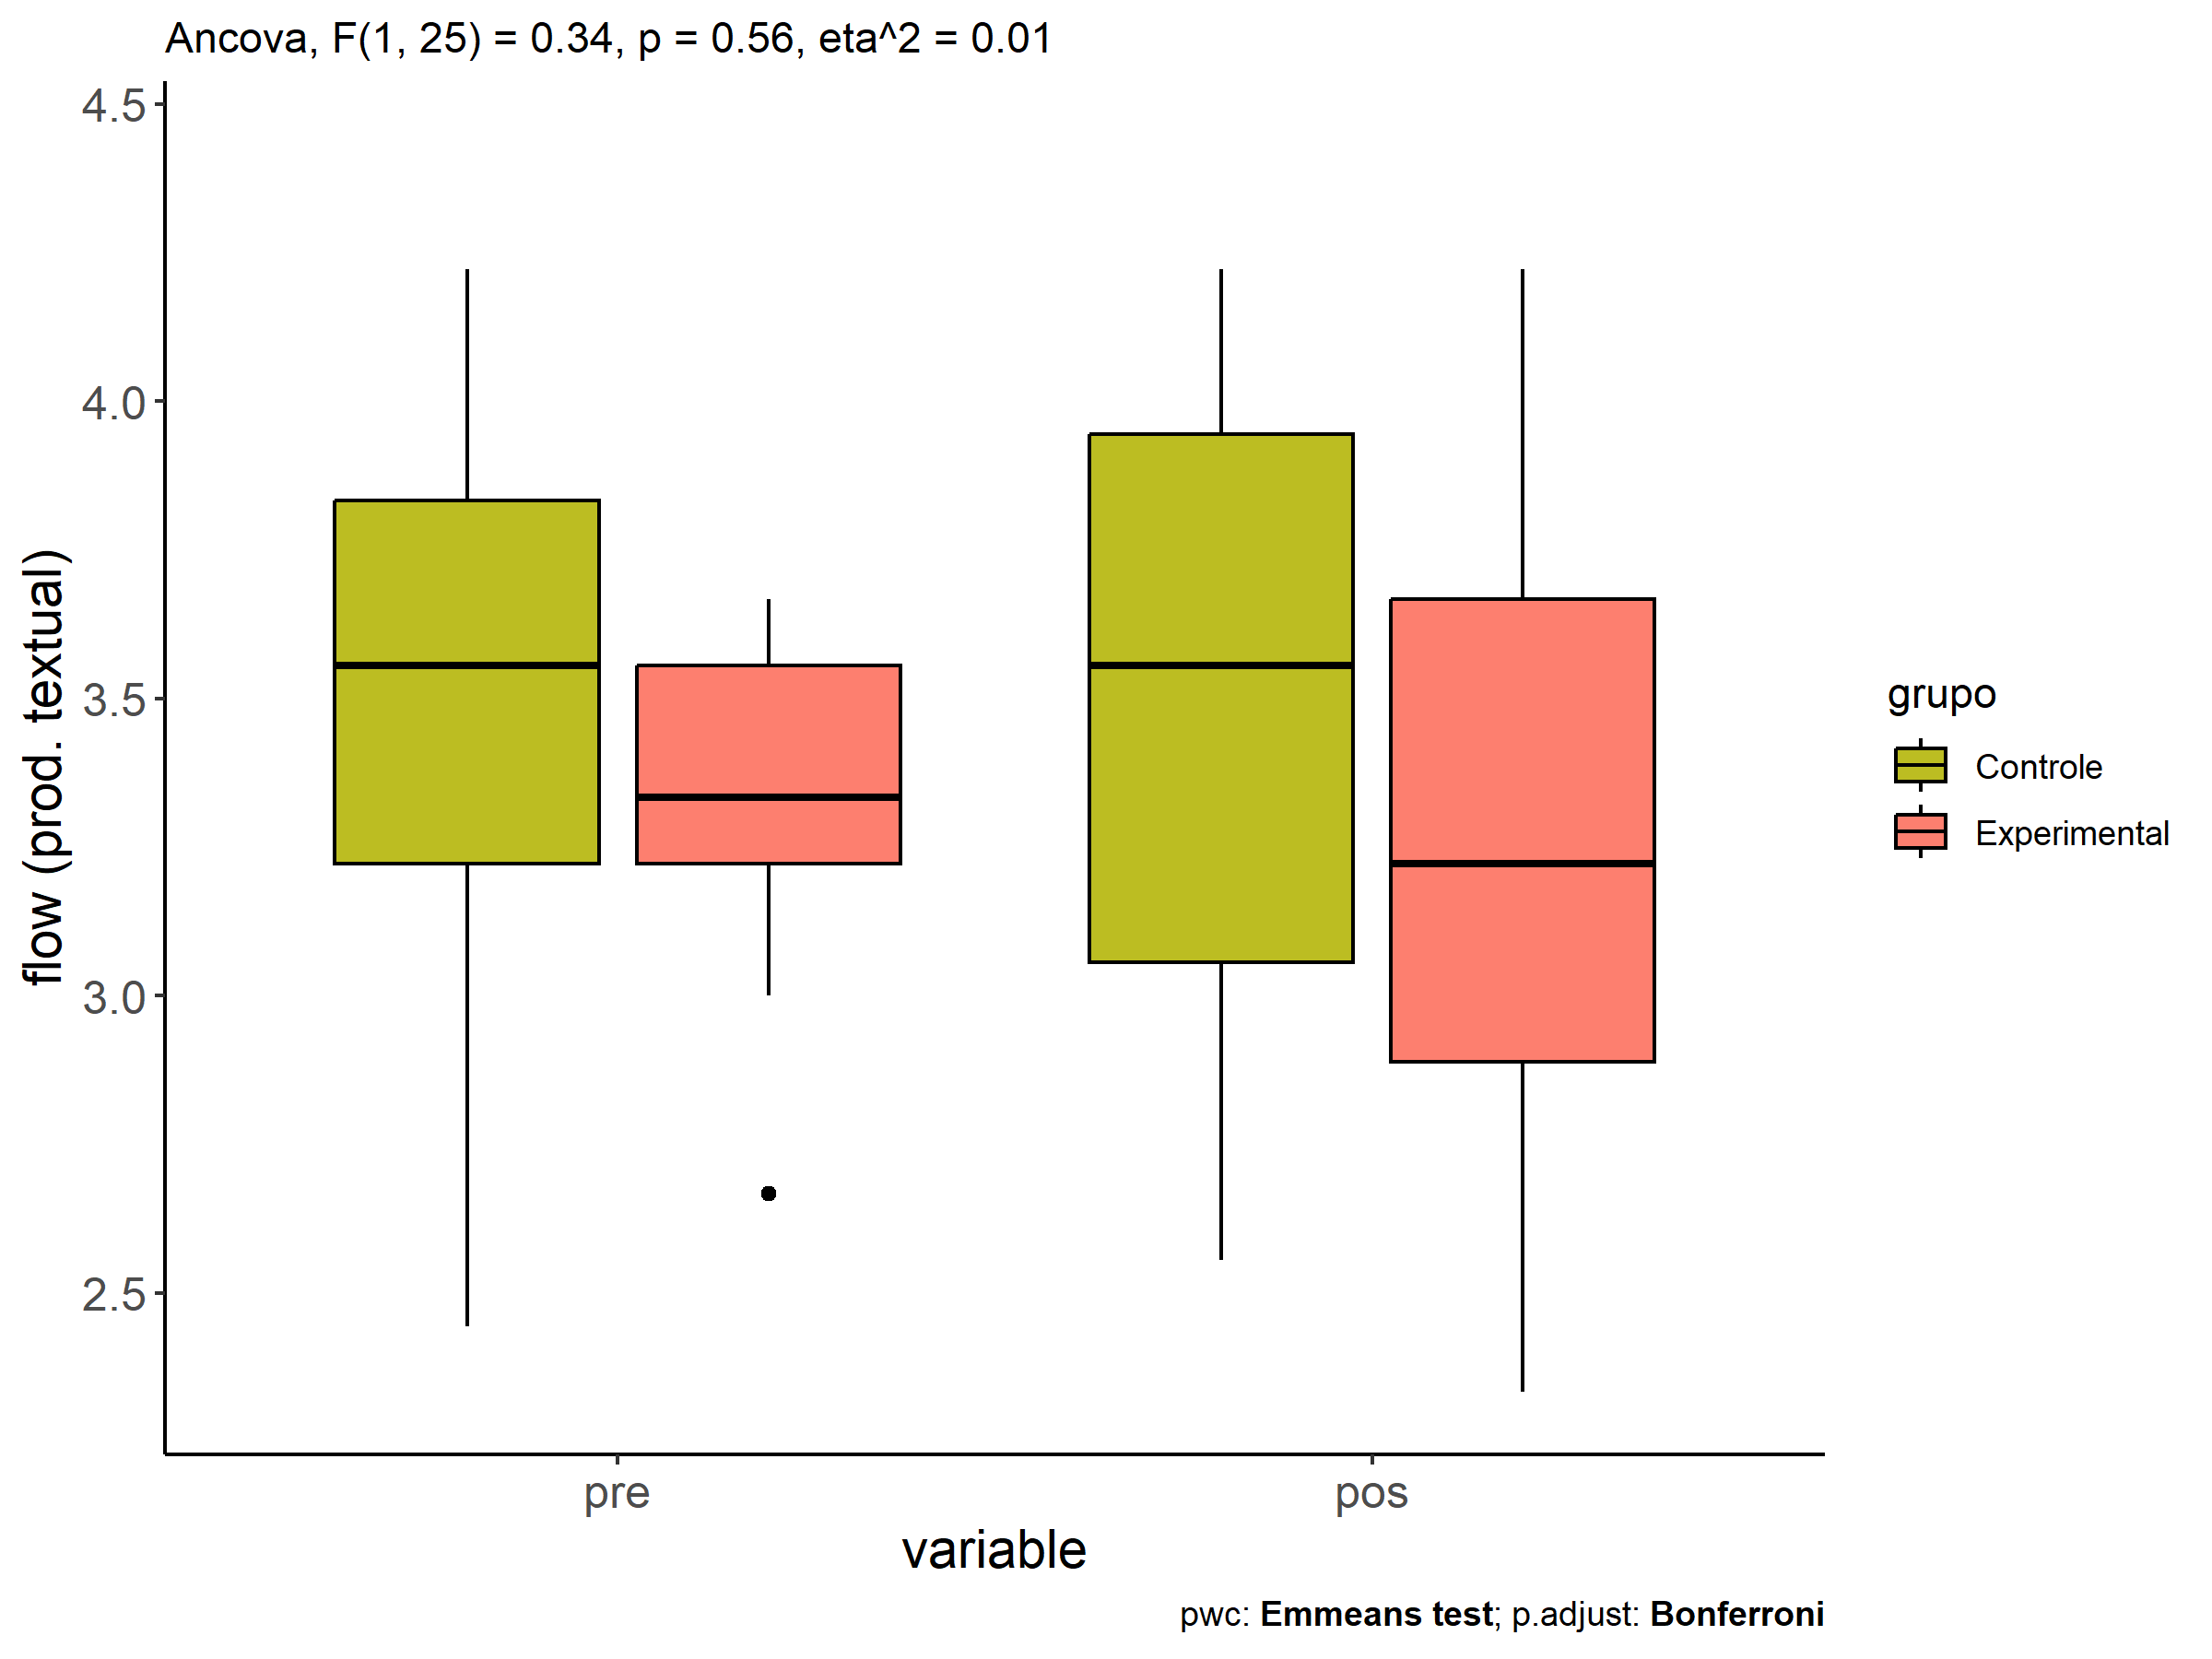 Ancova, F(1, 25) = 0.34, p = 0.56, eta^2 = 0.01
flow (prod. textual)
4.5
4.0
3.5
3.0
2.5
pre
pos
variable
grupo
Controle
Experimental
pwc: Emmeans test; p.adjust: Bonferroni